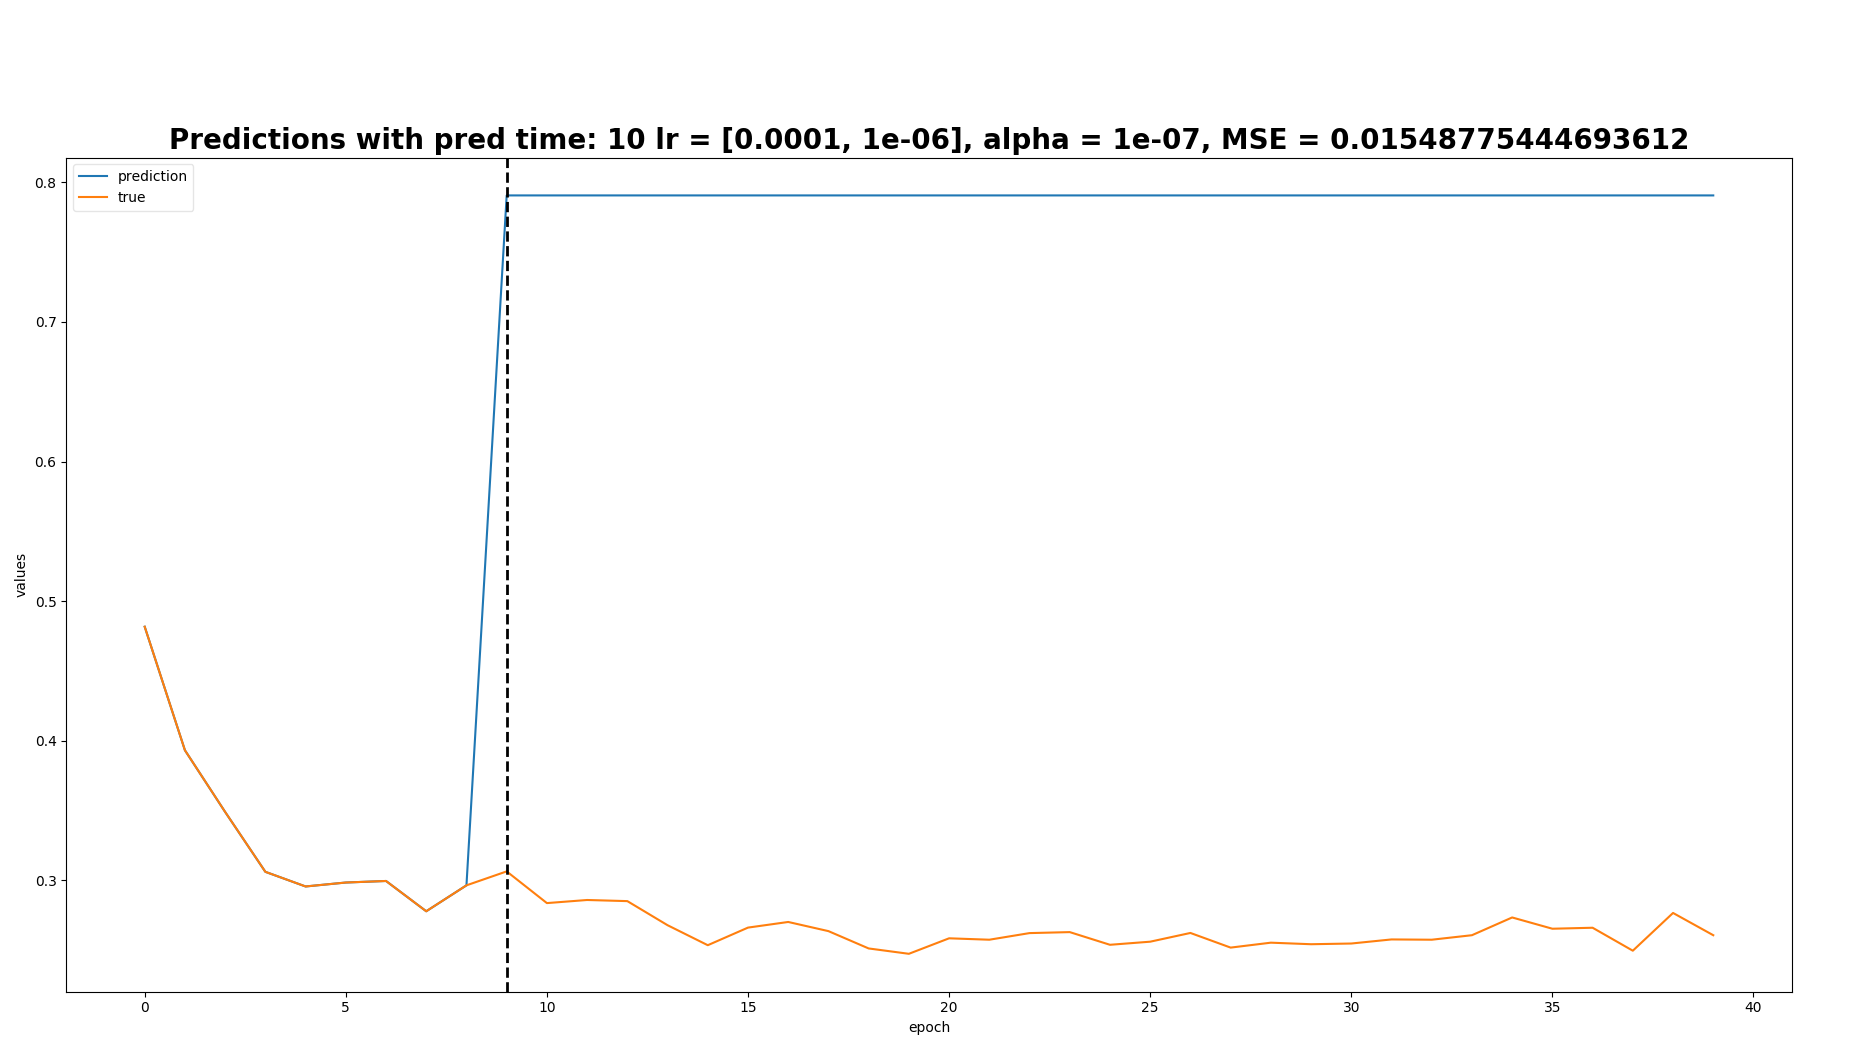 Predictions with pred time: 10 lr = [0.0001, 1e-06], alpha = 1e-07, MSE = 0.01548775444693612
prediction
true
0.8
0.7
0.6
0.5
0.4
0.3
values
0 5 10 15 20 25 30 35 40
epoch